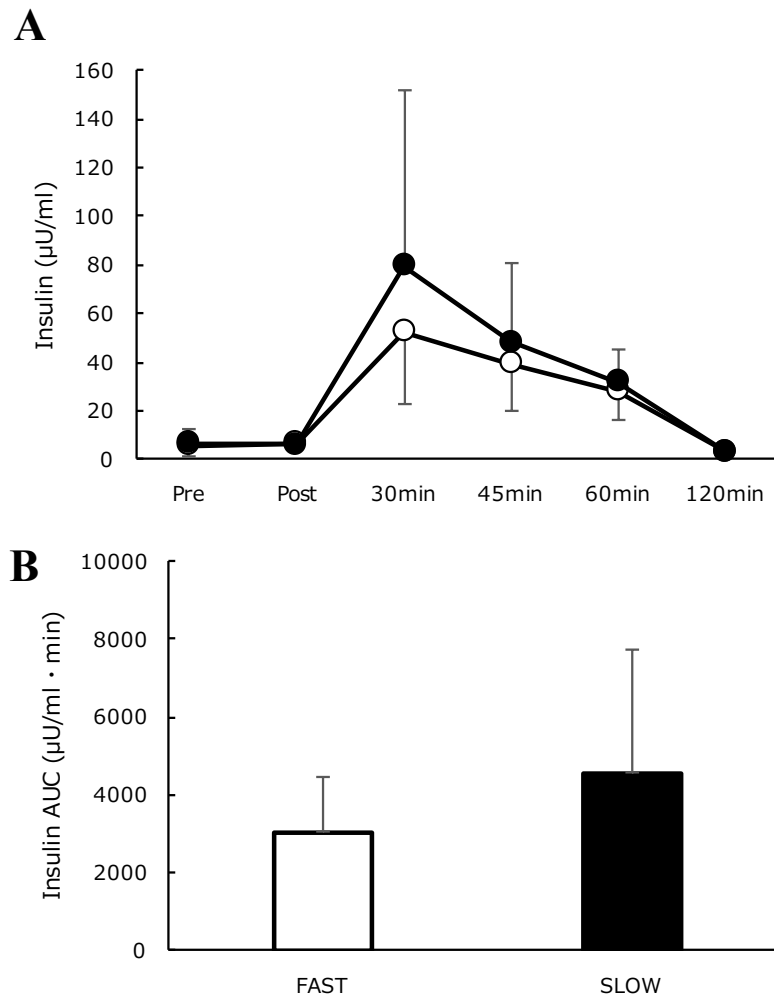 A
Insulin (µU/ml)
160
140
120
100
80
60
40
20
0
Pre Post 30min 45min 60min 120min
B
Insulin AUC (µU/ml・min)
10000
8000
6000
4000
2000
0
FAST SLOW